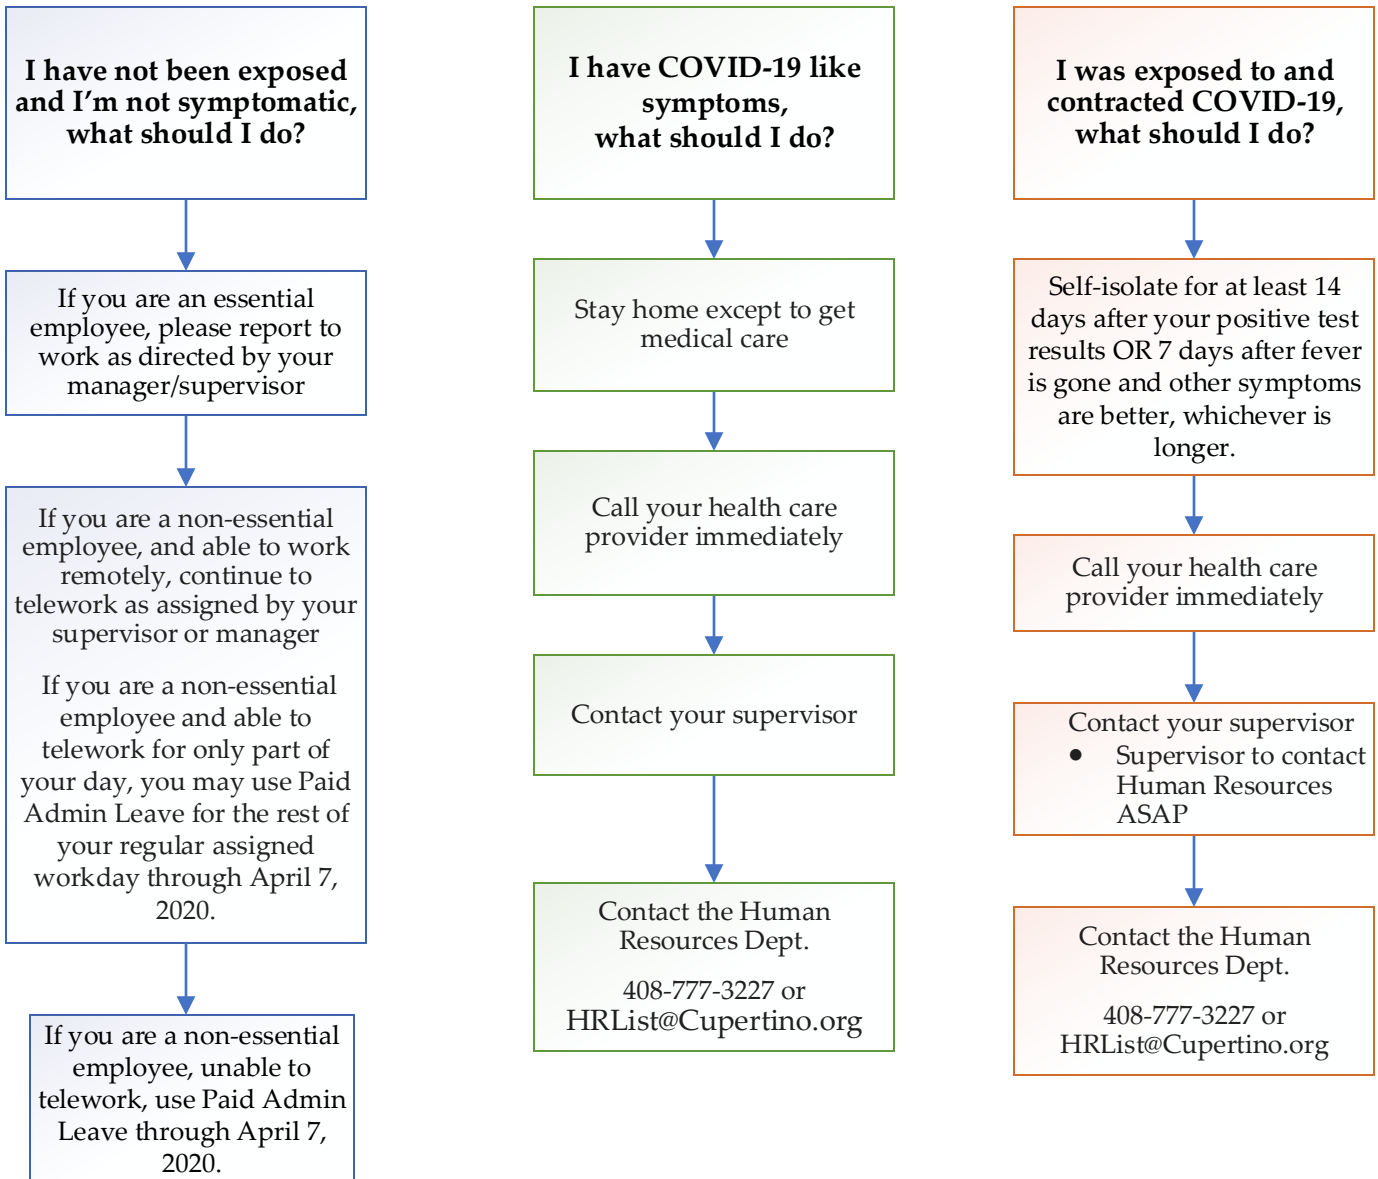 I have not been exposed
and I'm not symptomatic,
what should I do?
If you are an essential
employee, please report to
work as directed by your
manager/supervisor
If you are a non-essential
employee, and able to work
remotely, continue to
telework as assigned by your
supervisor or manager
If you are a non-essential
employee and able to
telework for only part of
your day, you may use Paid
Admin Leave for the rest of
your regular assigned
workday through April 7,
2020.
If you are a non-essential
employee, unable to
telework, use Paid Admin
Leave through April 7,
2020.
I have COVID-19 like
symptoms,
what should I do?
Stay home except to get
medical care
Call your health care
provider immediately
Contact your supervisor
Contact the Human
Resources Dept.
408-777-3227 or
HRList@Cupertino.org
I was exposed to and
contracted COVID-19,
what should I do?
Self-isolate for at least 14
days after your positive test
results OR 7 days after fever
is gone and other symptoms
are better, whichever is
longer.
Call your health care
provider immediately
Contact your supervisor
● Supervisor to contact
Human Resources
ASAP
Contact the Human
Resources Dept.
408-777-3227 or
HRList@Cupertino.org